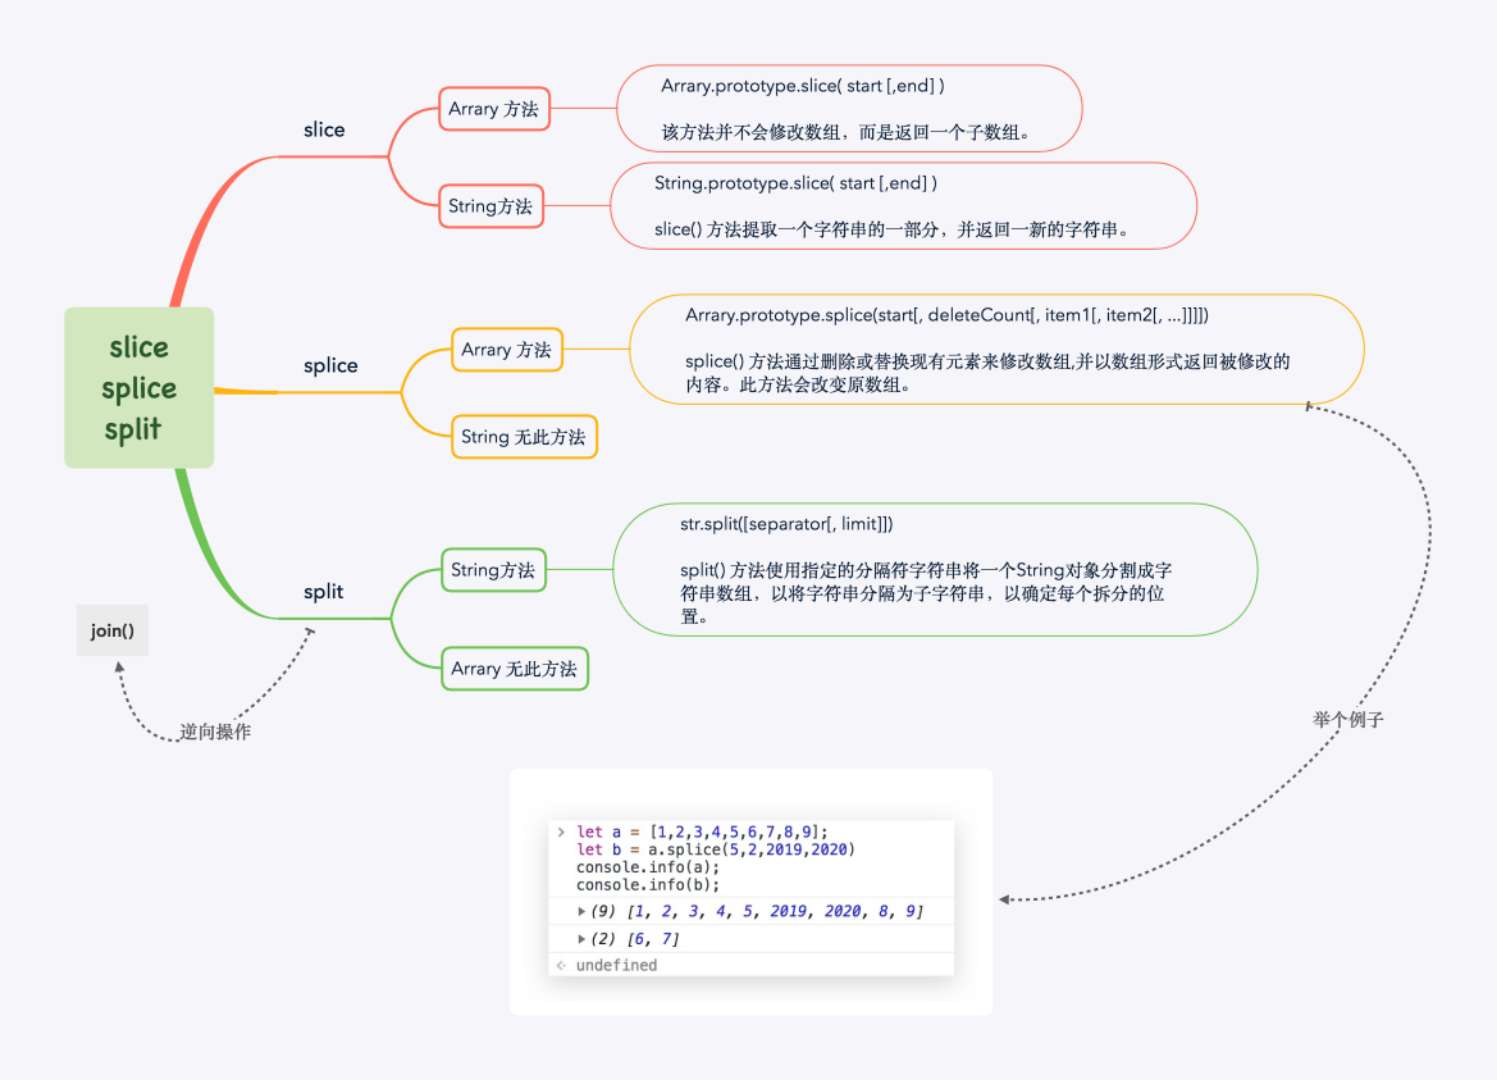 slice
splice
split
slice
Arrary 方法
Arrary.prototype.slice( start [,end] )
该方法并不会修改数组，而是返回一个子数组。
String方法
String.prototype.slice( start [,end] )
slice() 方法提取一个字符串的一部分，并返回一新的字符串。
splice
Arrary 方法
Arrary.prototype.splice(start[, deleteCount[, item1[, item2[, ...]]]])
splice() 方法通过删除或替换现有元素来修改数组,并以数组形式返回被修改的
内容。此方法会改变原数组。
String 无此方法
split
String方法
str.split([separator[, limit]])
split() 方法使用指定的分隔符字符串将一个String对象分割成字
符串数组，以将字符串分隔为子字符串，以确定每个拆分的位
置。
Arrary 无此方法
join()
逆向操作
举个例子
let a = [1,2,3,4,5,6,7,8,9];
let b = a.splice(5,2,2019,2020)
console.info(a);
console.info(b);
(9) [1, 2, 3, 4, 5, 2019, 2020, 8, 9]
(2) [6, 7]
undefined